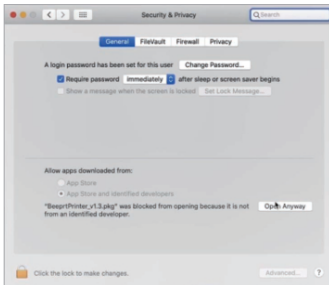 Security & Privacy
Search
General FileVault Firewall Privacy
A login password has been set for this user Change Password...
Require password immediately after sleep or screen saver begins
Show a message when the screen is locked Set Lock Message...
Allow apps downloaded from:
App Store
App Store and identified developers
"BeeprtPrinter_v1.3.pkg" was blocked from opening because it is not Open Anyway
from an identified developer.
Click the lock to make changes. Advanced... ?